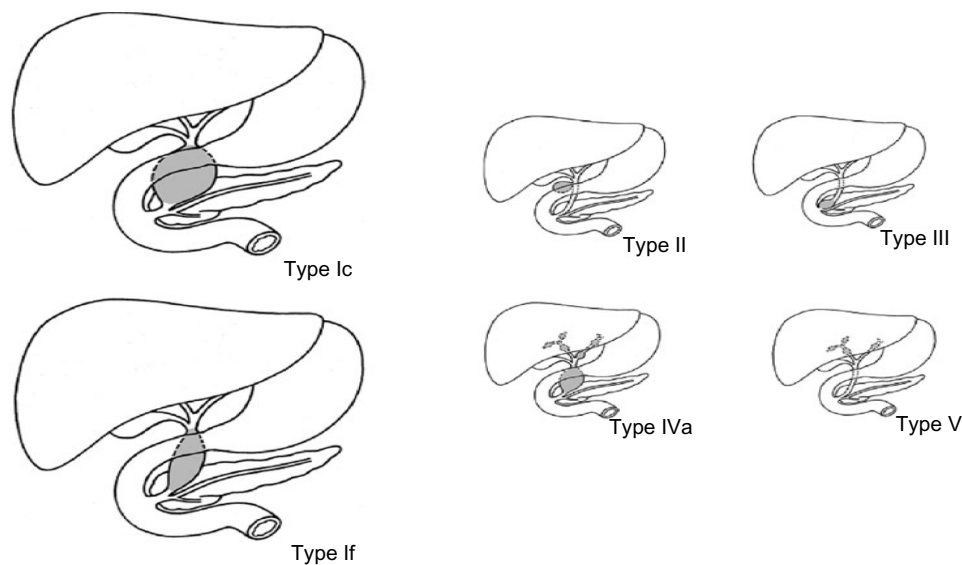 Type Ic
Type II
Type III
Type If
Type IVa
Type V